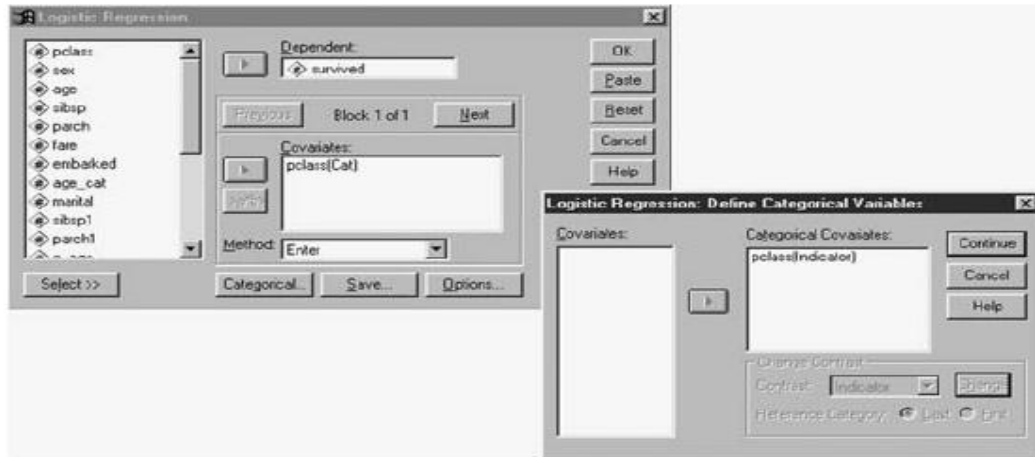 Logistic Regression
pclass
sex
age
sibsp
parch
fare
embarked
age_cat
marital
sibsp1
parch1
Select >>
Dependent:
survived
Previous
Block 1 of 1
Next
Covariates:
pclass(Cat)
Method:
Enter
Categorical...
Save...
Options...
OK
Paste
Reset
Cancel
Help
Logistic Regression: Define Categorical Variables
Covariates:
Categorical Covariates:
pclass(Indicator)
Continue
Cancel
Help
Change Contrast
Contrast:
Indicator
Change
Reference Category:
Last
First